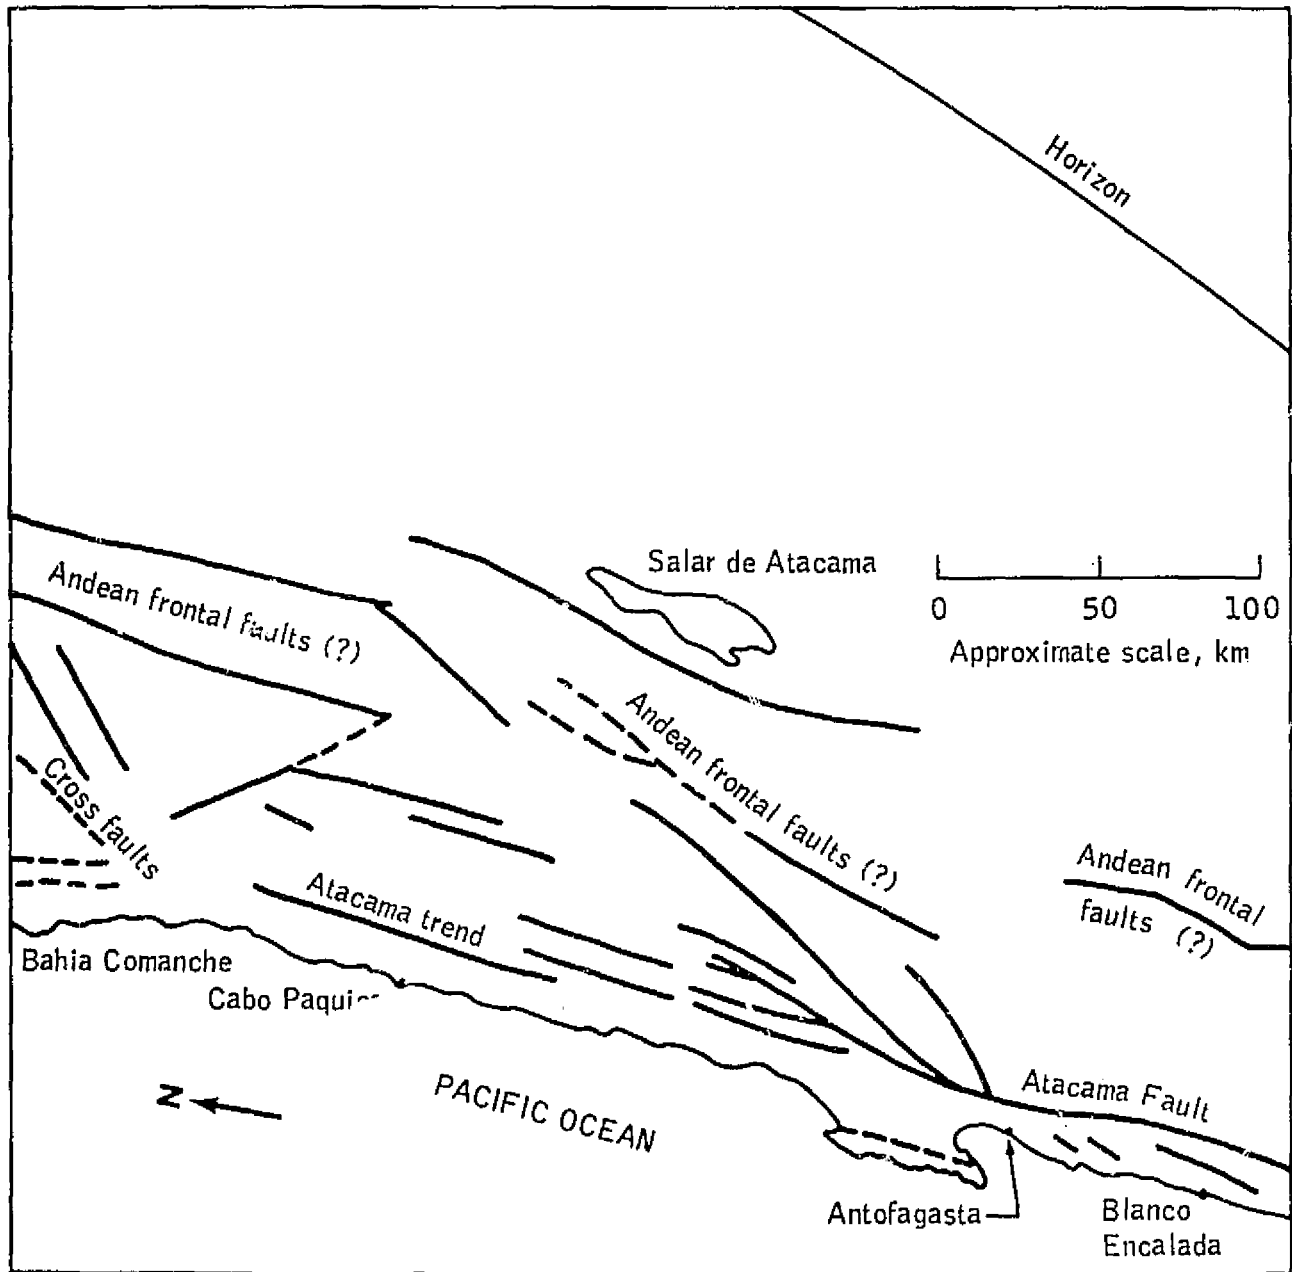 Horizon
Salar de Atacama
0 50 100
Approximate scale, km
Andean frontal faults (?)
Andean frontal faults (?)
Cross faults
Andean frontal
faults (?)
Atacama trend
Bahia Comanche
Cabo
N
PACIFIC OCEAN
Atacama Fault
Antofagasta
Blanco
Encalada